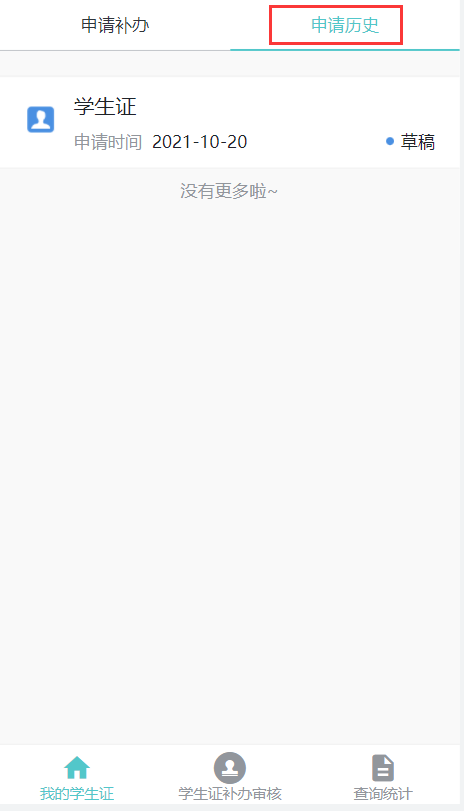 申请补办 申请历史
学生证
申请时间 2021-10-20 草稿
没有更多啦~
我的学生证 学生证补办审核 查询统计